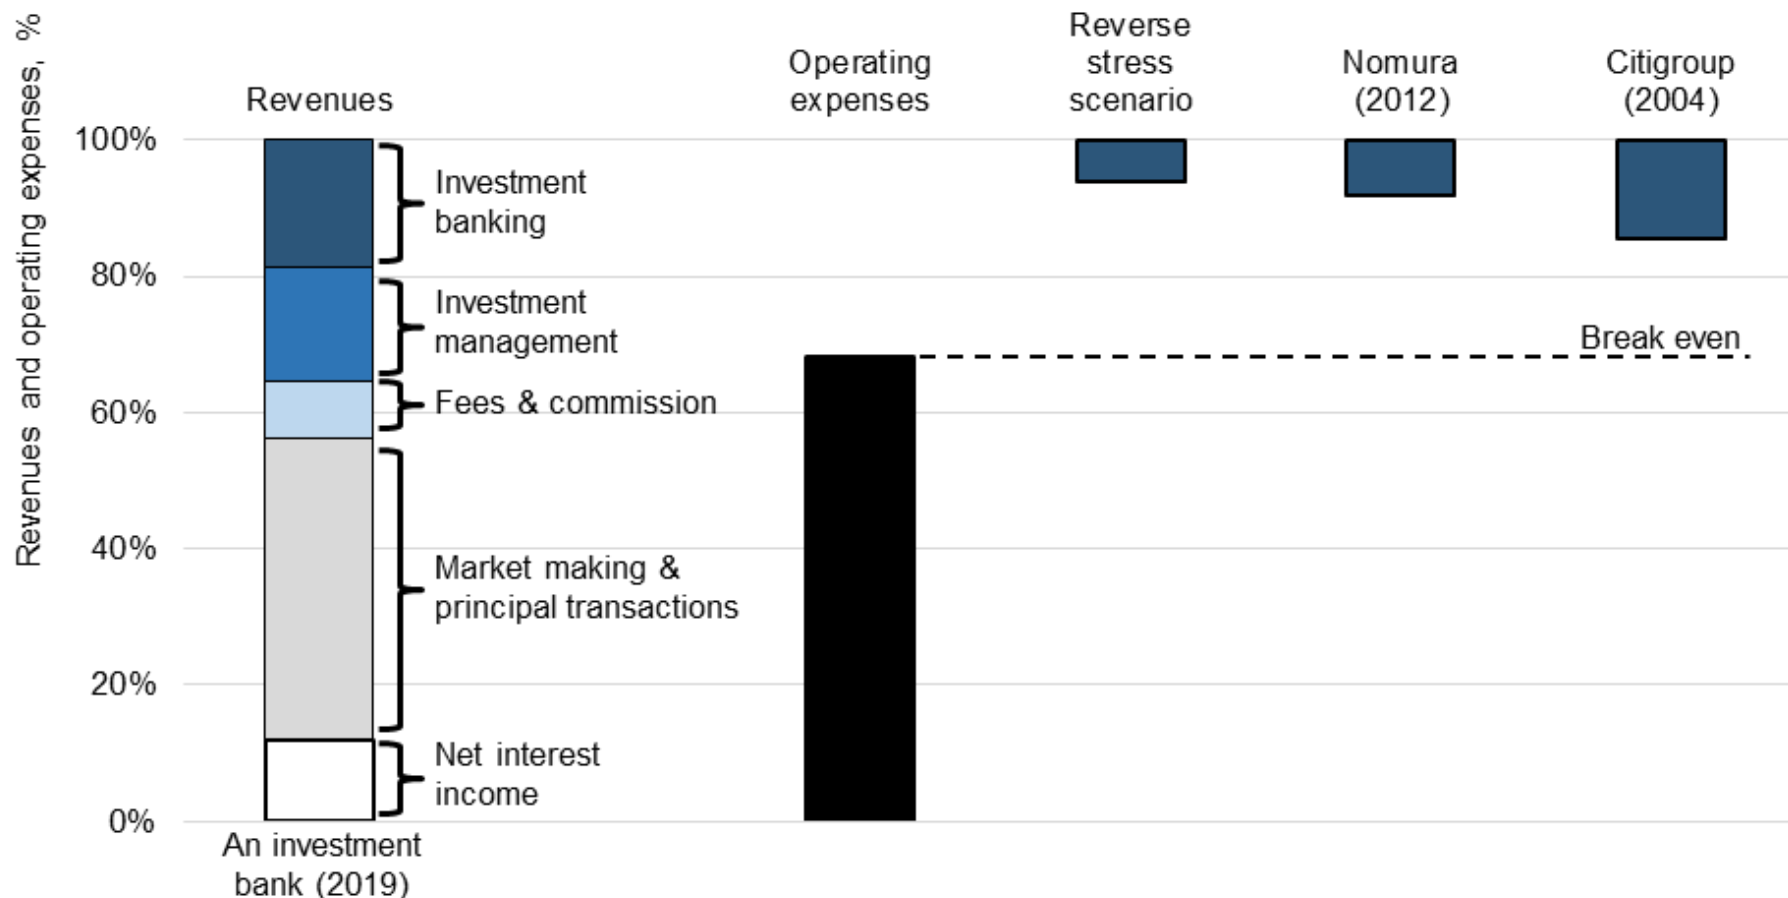 Revenues and operating expenses, %
Revenues
Operating
expenses
Reverse
stress
scenario
Nomura
(2012)
Citigroup
(2004)
100%
80%
60%
40%
20%
0%
Investment
banking
Investment
management
Fees & commission
Market making &
principal transactions
Net interest
income
Break even
An investment
bank (2019)